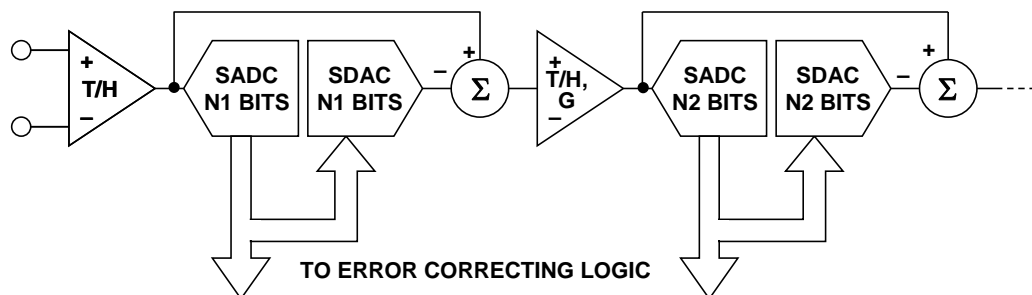 +
T/H
−
SADC
N1 BITS
SDAC
N1 BITS
+
−
Σ
+
T/H,
G
−
SADC
N2 BITS
SDAC
N2 BITS
+
−
Σ
TO ERROR CORRECTING LOGIC